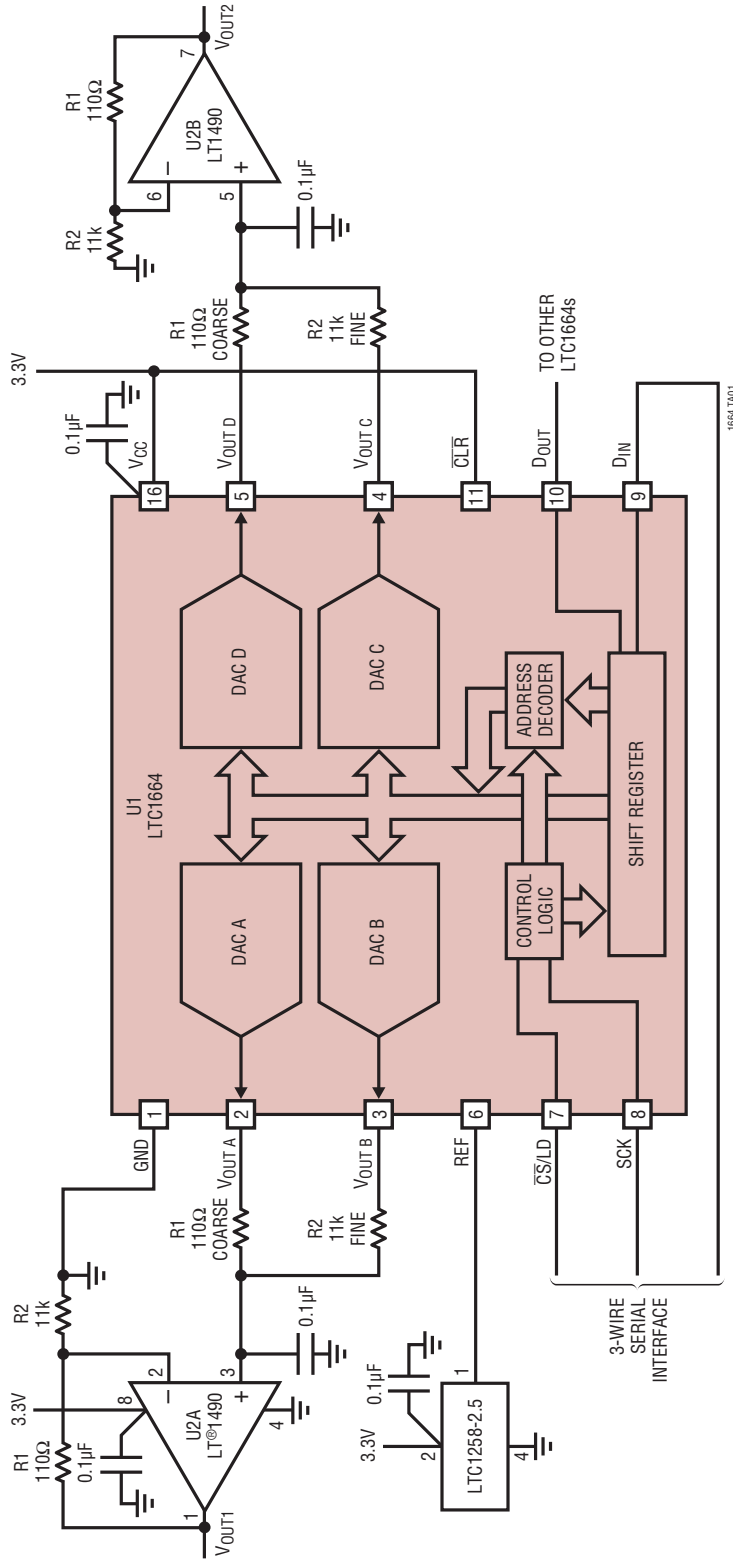 VOUT1
1
R1
110Ω
0.1µF
3.3V
8
U2A
LT®1490
4
2
−
3
+
R2
11k
0.1µF
R1
110Ω
COARSE
R2
11k
FINE
GND
VOUT A
VOUT B
REF
CS/LD
SCK
3.3V
2
0.1µF
LTC1258-2.5
1
4
3-WIRE
SERIAL
INTERFACE
1
2
3
6
7
8
U1
LTC1664
DAC A
DAC B
DAC D
DAC C
CONTROL
LOGIC
ADDRESS
DECODER
SHIFT REGISTER
16
5
4
11
10
9
0.1µF
VCC
3.3V
VOUT D
VOUT C
CLR
DOUT
DIN
R1
110Ω
COARSE
R2
11k
FINE
TO OTHER
LTC1664s
R2
11k
R1
110Ω
6
−
5
+
U2B
LT1490
0.1µF
7
VOUT2
1664 TA01